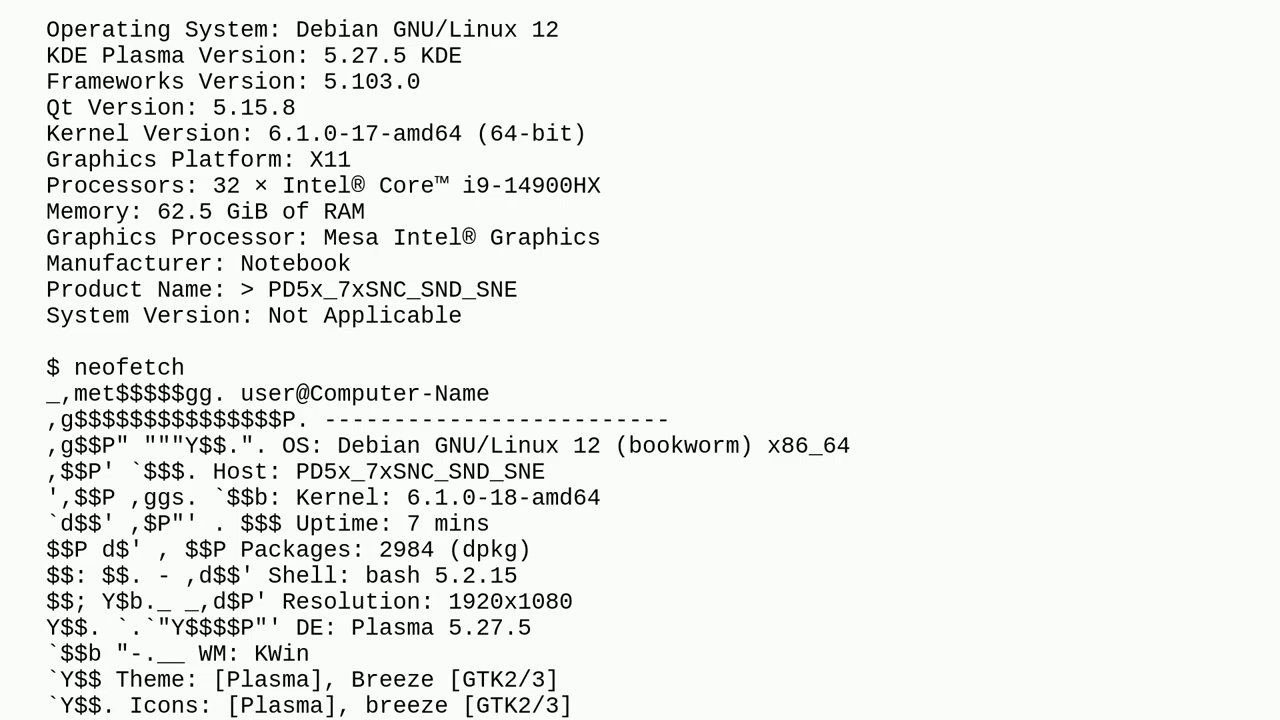 Operating System: Debian GNU/Linux 12
KDE Plasma Version: 5.27.5 KDE
Frameworks Version: 5.103.0
Qt Version: 5.15.8
Kernel Version: 6.1.0-17-amd64 (64-bit)
Graphics Platform: X11
Processors: 32 × Intel® Core™ i9-14900HX
Memory: 62.5 GiB of RAM
Graphics Processor: Mesa Intel® Graphics
Manufacturer: Notebook
Product Name: > PD5x_7xSNC_SND_SNE
System Version: Not Applicable

$ neofetch
_,met$$$$$gg. user@Computer-Name
,g$$$$$$$$$$$$$$$P. -------------------------
,g$$P" """Y$$.". OS: Debian GNU/Linux 12 (bookworm) x86_64
,$$P' `$$$. Host: PD5x_7xSNC_SND_SNE
',$$P ,ggs. `$$b: Kernel: 6.1.0-18-amd64
`d$$' ,$P"' . $$$ Uptime: 7 mins
$$P d$' , $$P Packages: 2984 (dpkg)
$$: $$. - ,d$$' Shell: bash 5.2.15
$$; Y$b._ _,d$P' Resolution: 1920x1080
Y$$. `.`"Y$$$$P"' DE: Plasma 5.27.5
`$$b "-.__ WM: KWin
`Y$$ Theme: [Plasma], Breeze [GTK2/3]
`Y$$. Icons: [Plasma], breeze [GTK2/3]